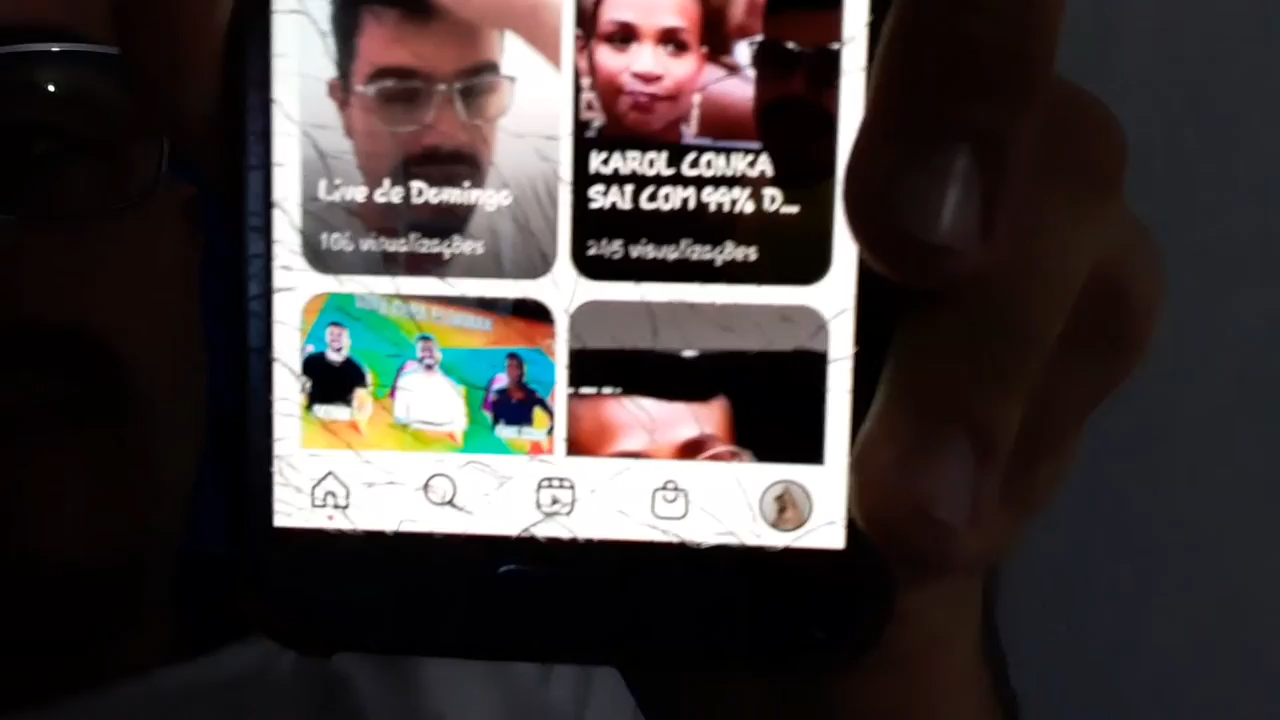 Live de Domingo
106 visualizações
KAROL CONKA
SAI COM 99% D...
245 visualizações